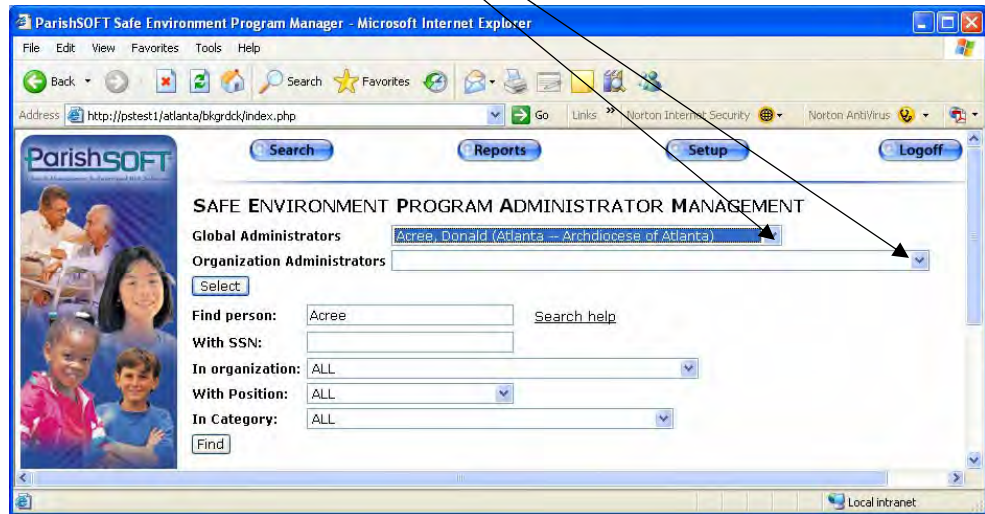 ParishSOFT Safe Environment Program Manager - Microsoft Internet Explorer
File Edit View Favorites Tools Help
Back Search Favorites
Address http://pstest1/atlanta/bkgrdck/index.php Go Links » Norton Internet Security Norton AntiVirus
ParishSOFT
Search Reports Setup Logoff
SAFE ENVIRONMENT PROGRAM ADMINISTRATOR MANAGEMENT
Global Administrators Acree, Donald (Atlanta -- Archdiocese of Atlanta)
Organization Administrators
Select
Find person: Acree Search help
With SSN:
In organization: ALL
With Position: ALL
In Category: ALL
Find
Local intranet